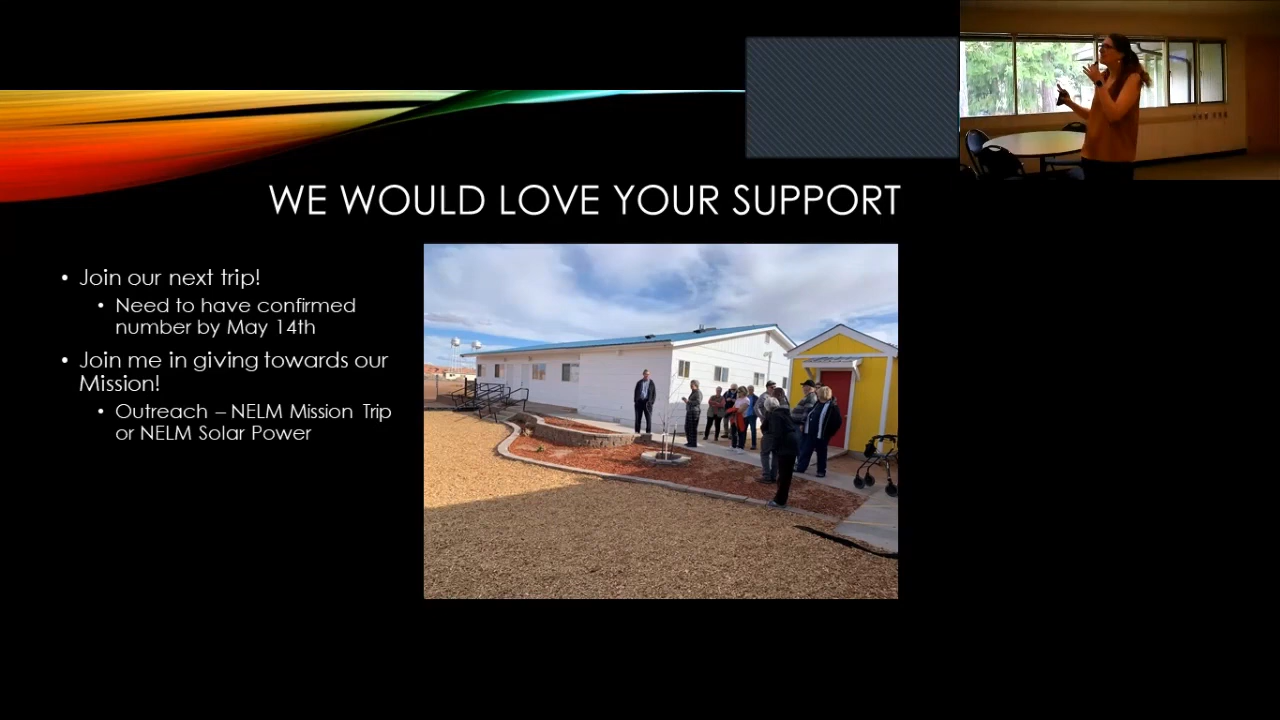 WE WOULD LOVE YOUR SUPPORT
• Join our next trip!
• Need to have confirmed
number by May 14th
• Join me in giving towards our
Mission!
• Outreach – NELM Mission Trip
or NELM Solar Power